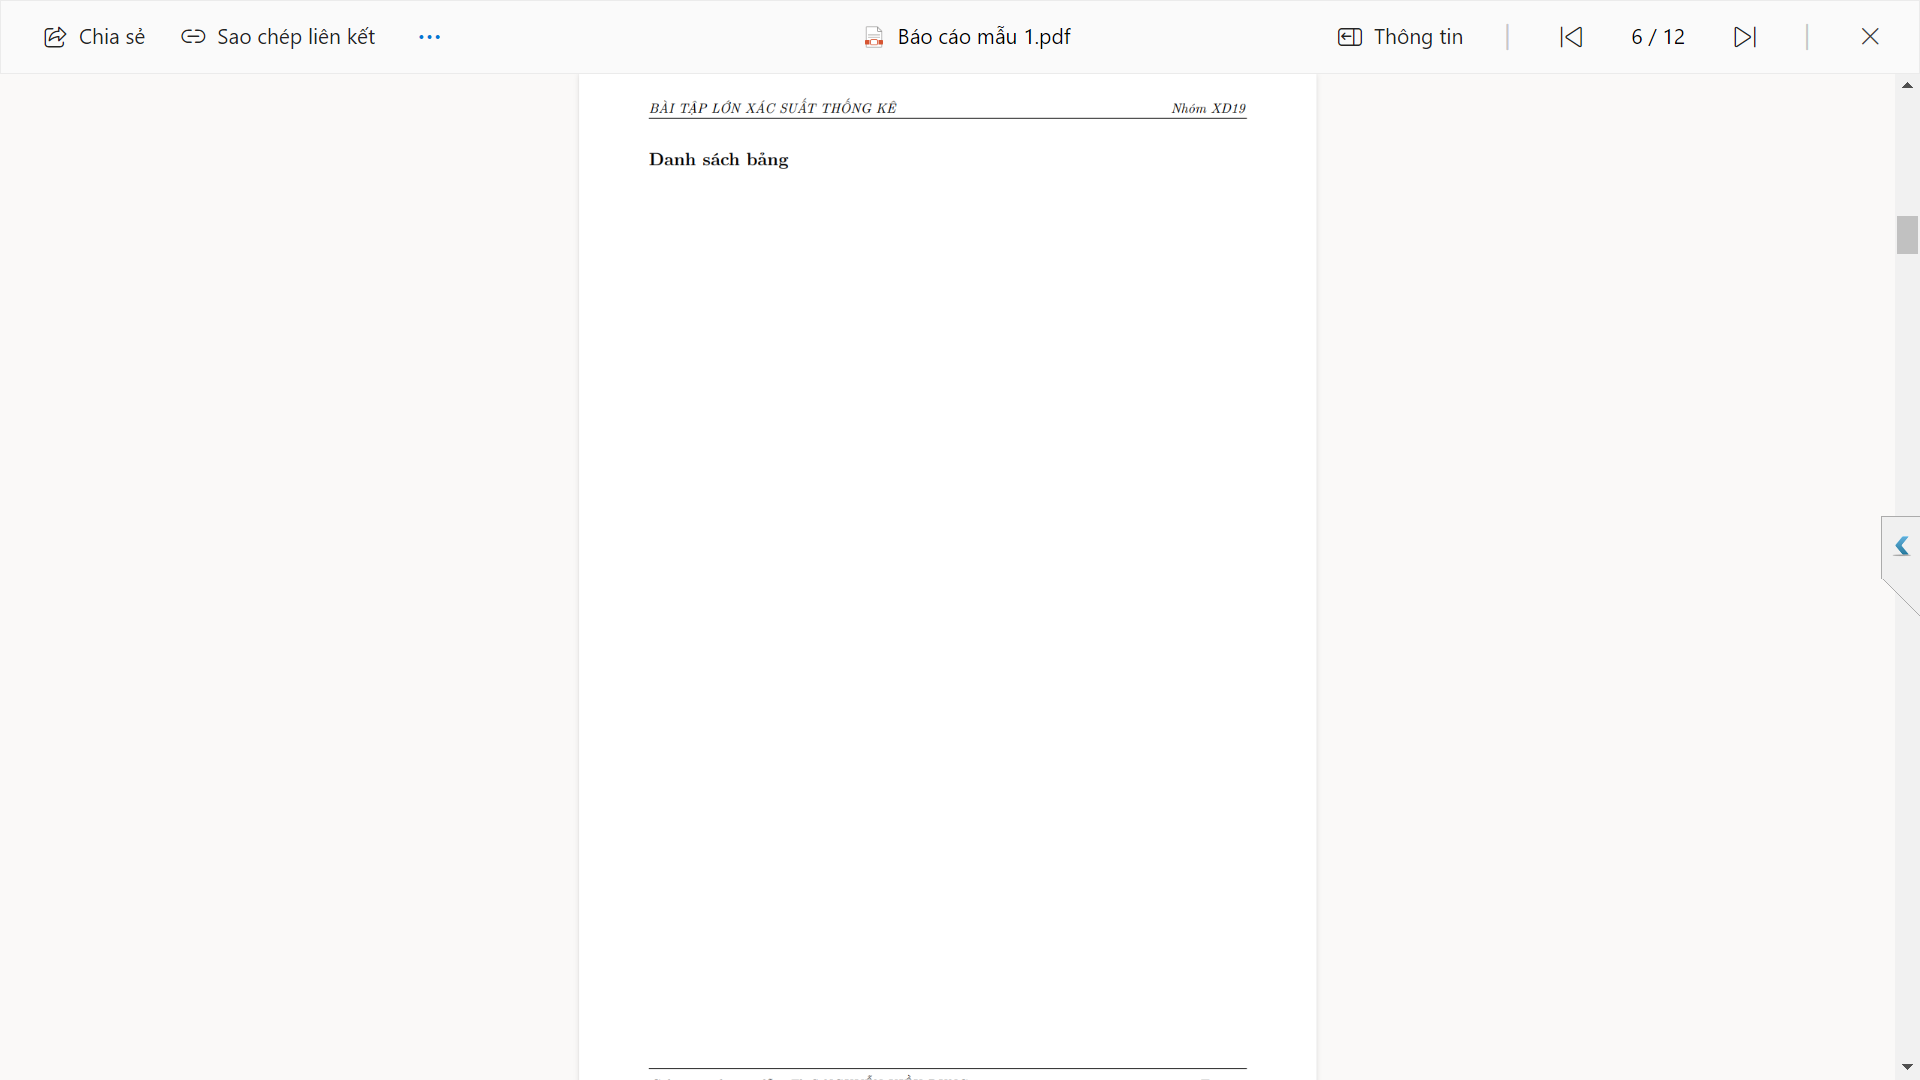 Chia sẻ Sao chép liên kết ... Báo cáo mẫu 1.pdf Thông tin 6 / 12
BÀI TẬP LỚN XÁC SUẤT THỐNG KÊ Nhóm XD19
Danh sách bảng